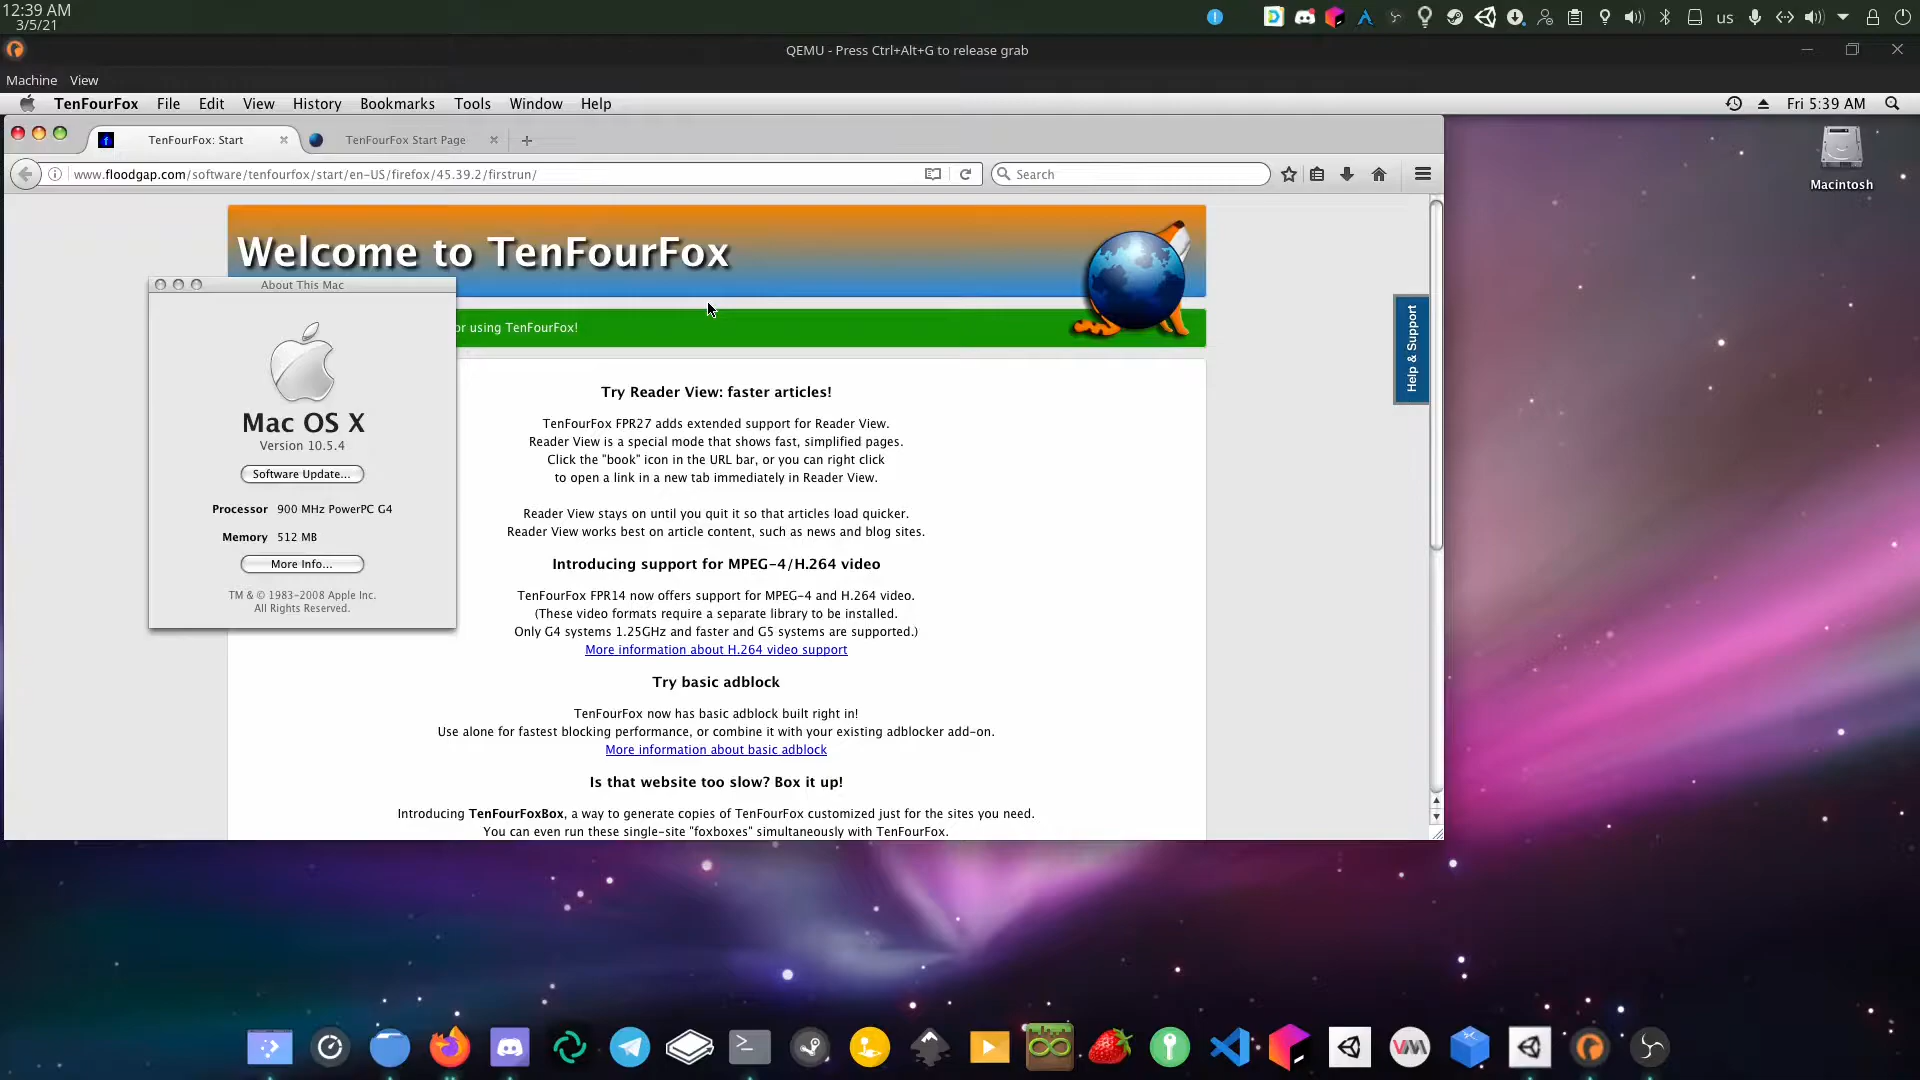 12:39 AM
3/5/21
us
QEMU - Press Ctrl+Alt+G to release grab
Machine View
TenFourFox File Edit View History Bookmarks Tools Window Help
Fri 5:39 AM
TenFourFox: Start
TenFourFox Start Page
www.floodgap.com/software/tenfourfox/start/en-US/firefox/45.39.2/firstrun/
Search
Macintosh
Welcome to TenFourFox
or using TenFourFox!
Help & Support
About This Mac
Mac OS X
Version 10.5.4
Software Update...
Processor 900 MHz PowerPC G4
Memory 512 MB
More Info...
TM & © 1983-2008 Apple Inc.
All Rights Reserved.
Try Reader View: faster articles!
TenFourFox FPR27 adds extended support for Reader View.
Reader View is a special mode that shows fast, simplified pages.
Click the "book" icon in the URL bar, or you can right click
to open a link in a new tab immediately in Reader View.
Reader View stays on until you quit it so that articles load quicker.
Reader View works best on article content, such as news and blog sites.
Introducing support for MPEG-4/H.264 video
TenFourFox FPR14 now offers support for MPEG-4 and H.264 video.
(These video formats require a separate library to be installed.
Only G4 systems 1.25GHz and faster and G5 systems are supported.)
More information about H.264 video support
Try basic adblock
TenFourFox now has basic adblock built right in!
Use alone for fastest blocking performance, or combine it with your existing adblocker add-on.
More information about basic adblock
Is that website too slow? Box it up!
Introducing TenFourFoxBox, a way to generate copies of TenFourFox customized just for the sites you need.
You can even run these single-site "foxboxes" simultaneously with TenFourFox.